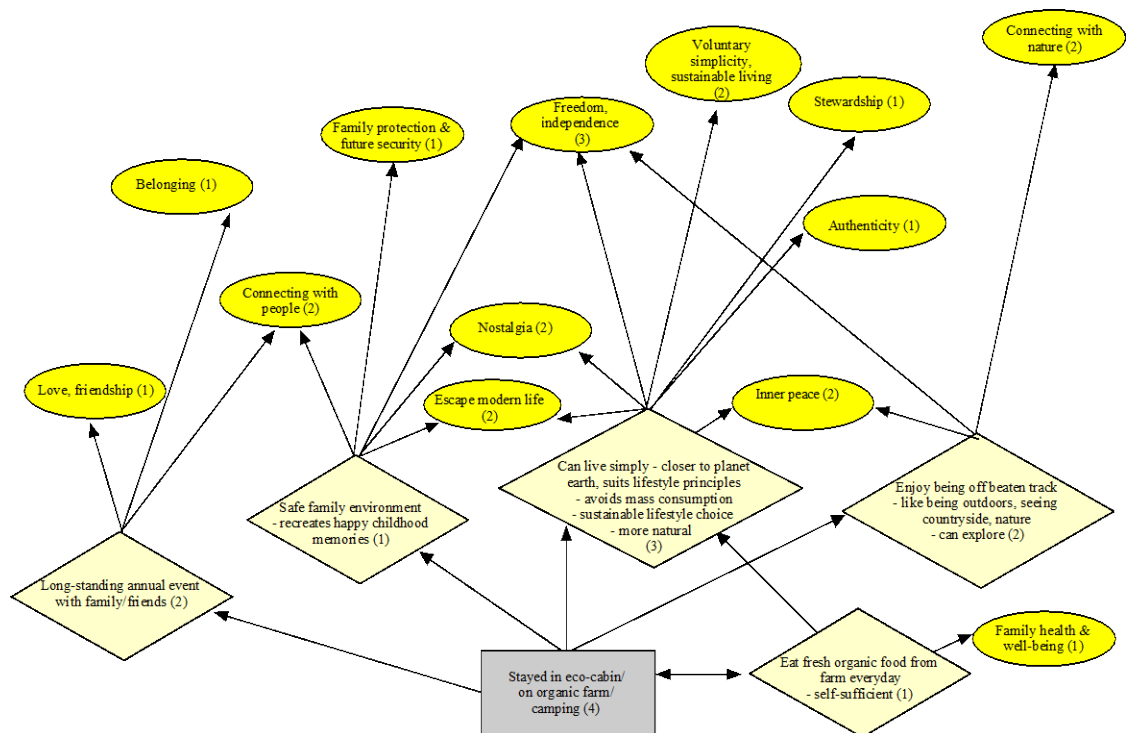 Connecting with
nature (2)
Voluntary
simplicity,
sustainable living
(2)
Stewardship (1)
Freedom,
independence
(3)
Family protection &
future security (1)
Belonging (1)
Authenticity (1)
Connecting with
people (2)
Nostalgia (2)
Love, friendship (1)
Escape modern life
(2)
Inner peace (2)
Can live simply - closer to planet
earth, suits lifestyle principles
- avoids mass consumption
- sustainable lifestyle choice
- more natural
(3)
Enjoy being off beaten track
- like being outdoors, seeing
countryside, nature
- can explore (2)
Safe family environment
- recreates happy childhood
memories (1)
Long-standing annual event
with family/friends (2)
Family health &
well-being (1)
Eat fresh organic food from
farm everyday
- self-sufficient (1)
Stayed in eco-cabin/
on organic farm/
camping (4)